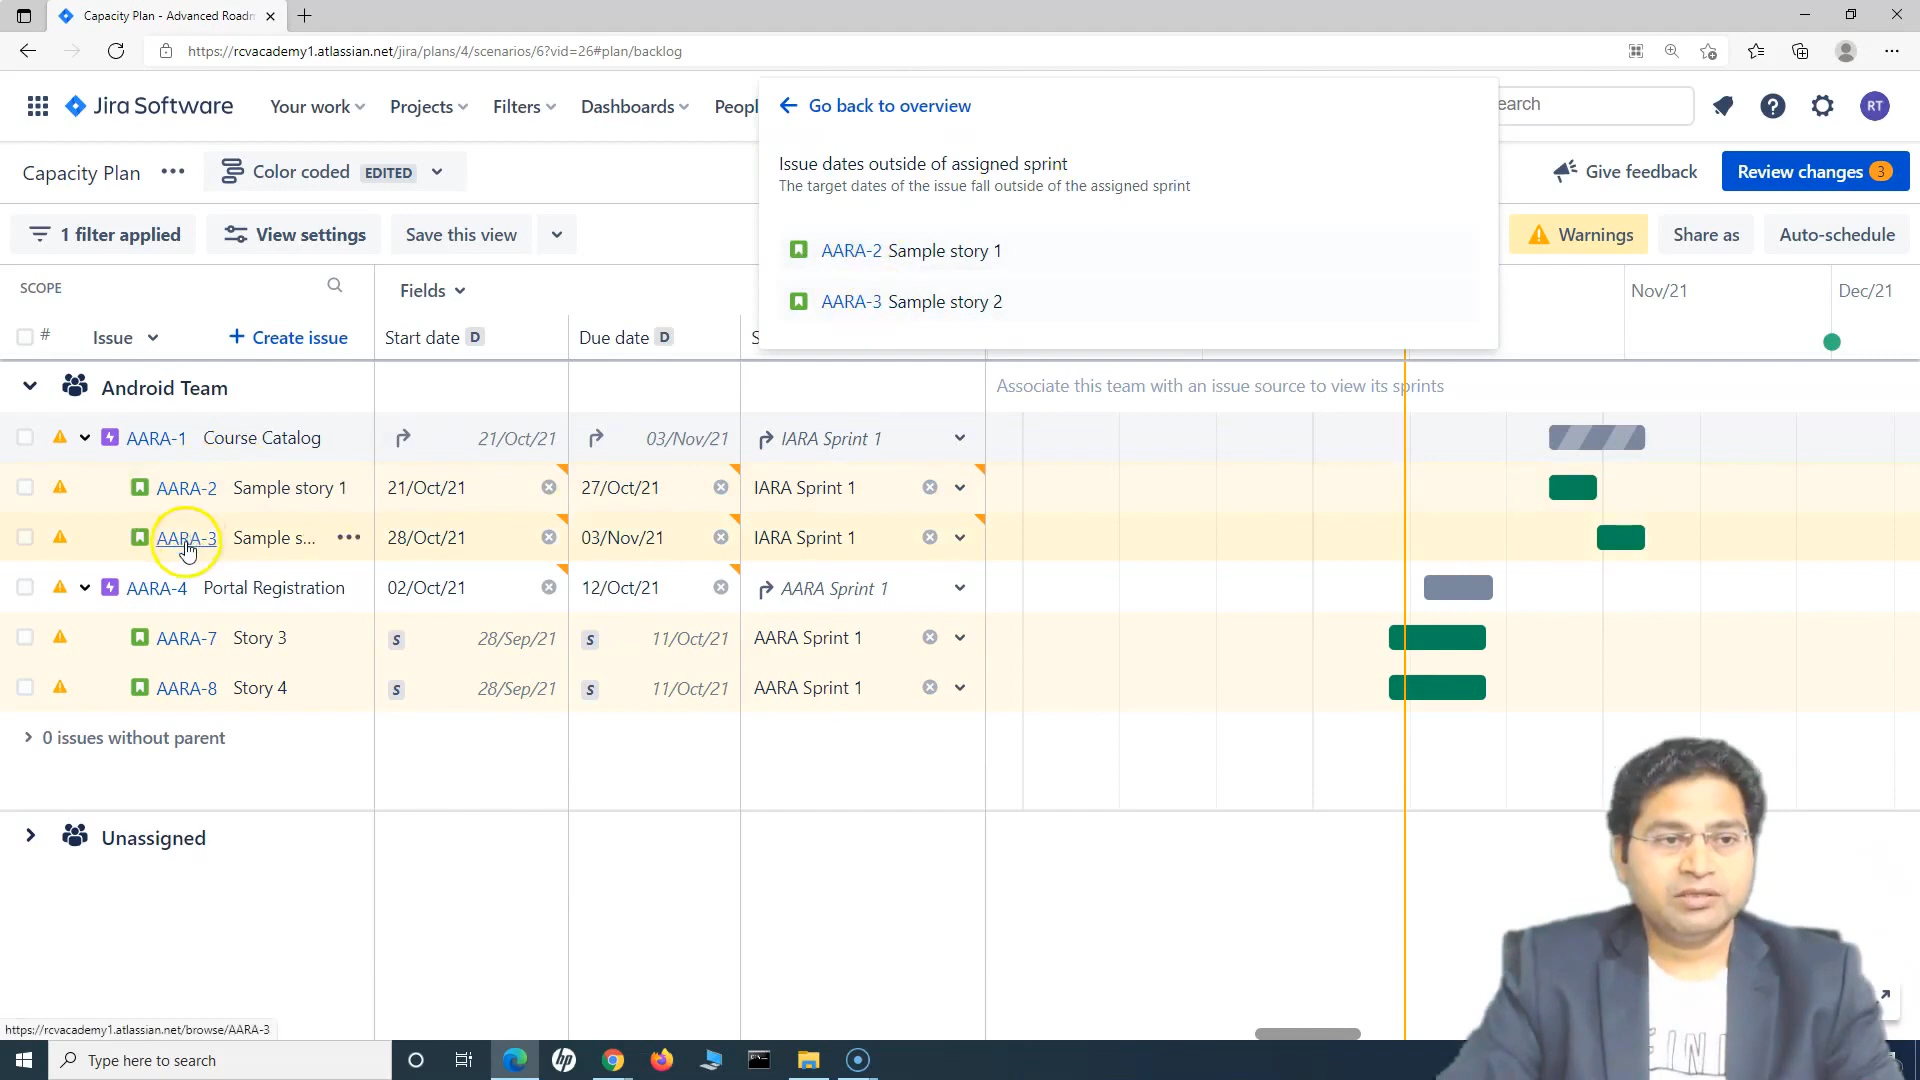 Capacity Plan - Advanced Roadm
https://rcvacademy1.atlassian.net/jira/plans/4/scenarios/6?vid=26#plan/backlog
Jira Software
Your work
Projects
Filters
Dashboards
Peopl
Go back to overview
earch
RT
Capacity Plan
Color coded EDITED
Issue dates outside of assigned sprint
The target dates of the issue fall outside of the assigned sprint
Give feedback
Review changes 3
1 filter applied
View settings
Save this view
AARA-2 Sample story 1
AARA-3 Sample story 2
Warnings
Share as
Auto-schedule
SCOPE
Fields
Nov/21
Dec/21
#
Issue
+ Create issue
Start date D
Due date D
S
Android Team
Associate this team with an issue source to view its sprints
AARA-1 Course Catalog 21/Oct/21 03/Nov/21 IARA Sprint 1
AARA-2 Sample story 1 21/Oct/21 27/Oct/21 IARA Sprint 1
AARA-3 Sample s... 28/Oct/21 03/Nov/21 IARA Sprint 1
AARA-4 Portal Registration 02/Oct/21 12/Oct/21 AARA Sprint 1
AARA-7 Story 3 S 28/Sep/21 S 11/Oct/21 AARA Sprint 1
AARA-8 Story 4 S 28/Sep/21 S 11/Oct/21 AARA Sprint 1
0 issues without parent
Unassigned
https://rcvacademy1.atlassian.net/browse/AARA-3
Type here to search
hp